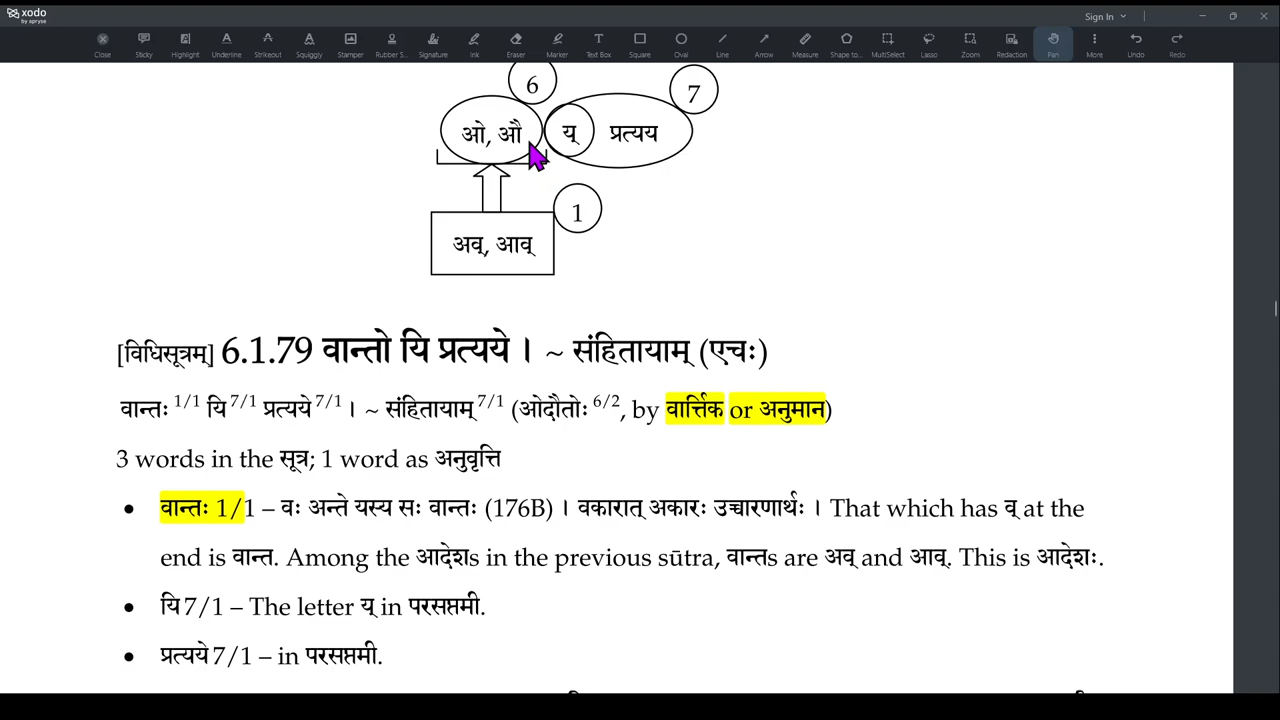 xodo
by apryse
Sign In
Close Sticky Highlight Underline Strikeout Squiggly Stamper Rubber S... Signature Ink Eraser Marker Text Box Square Oval Line Arrow Measure Shape to... MultiSelect Lasso Zoom Redaction Pan More Undo Redo
6 7
ओ, औ य् प्रत्यय
1
अव्, आव्
[विधिसूत्रम्] 6.1.79 वान्तो यि प्रत्यये । ~ संहितायाम् (एचः)
वान्तः 1/1 यि 7/1 प्रत्यये 7/1 । ~ संहितायाम् 7/1 (ओदौतोः 6/2, by वार्त्तिक or अनुमान)
3 words in the सूत्र; 1 word as अनुवृत्ति
• वान्तः 1/1 – वः अन्ते यस्य सः वान्तः (176B) । वकारात् अकारः उच्चारणार्थः । That which has व् at the
end is वान्त. Among the आदेशs in the previous sūtra, वान्तs are अव् and आव्. This is आदेशः.
• यि 7/1 – The letter य् in परसप्तमी.
• प्रत्यये 7/1 – in परसप्तमी.